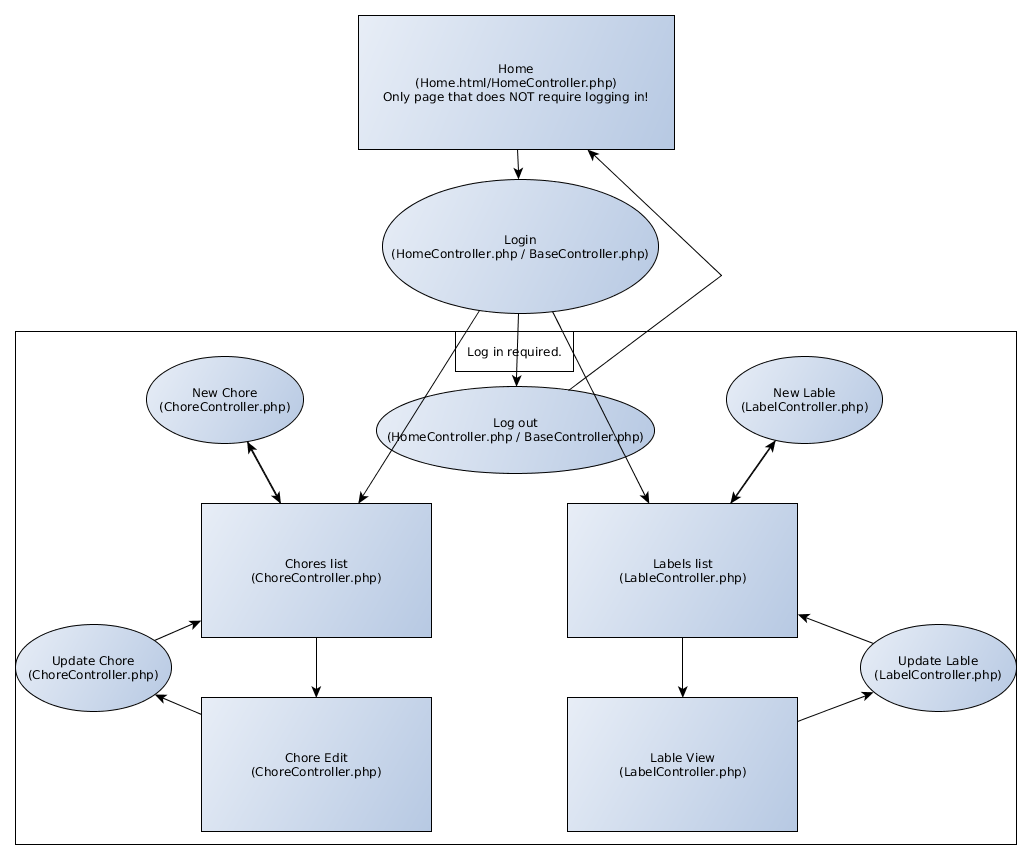 Home
(Home.html/HomeController.php)
Only page that does NOT require logging in!
Login
(HomeController.php / BaseController.php)
Log in required.
New Chore
(ChoreController.php)
Log out
(HomeController.php / BaseController.php)
New Lable
(LabelController.php)
Chores list
(ChoreController.php)
Labels list
(LableController.php)
Update Chore
(ChoreController.php)
Update Lable
(LabelController.php)
Chore Edit
(ChoreController.php)
Lable View
(LabelController.php)